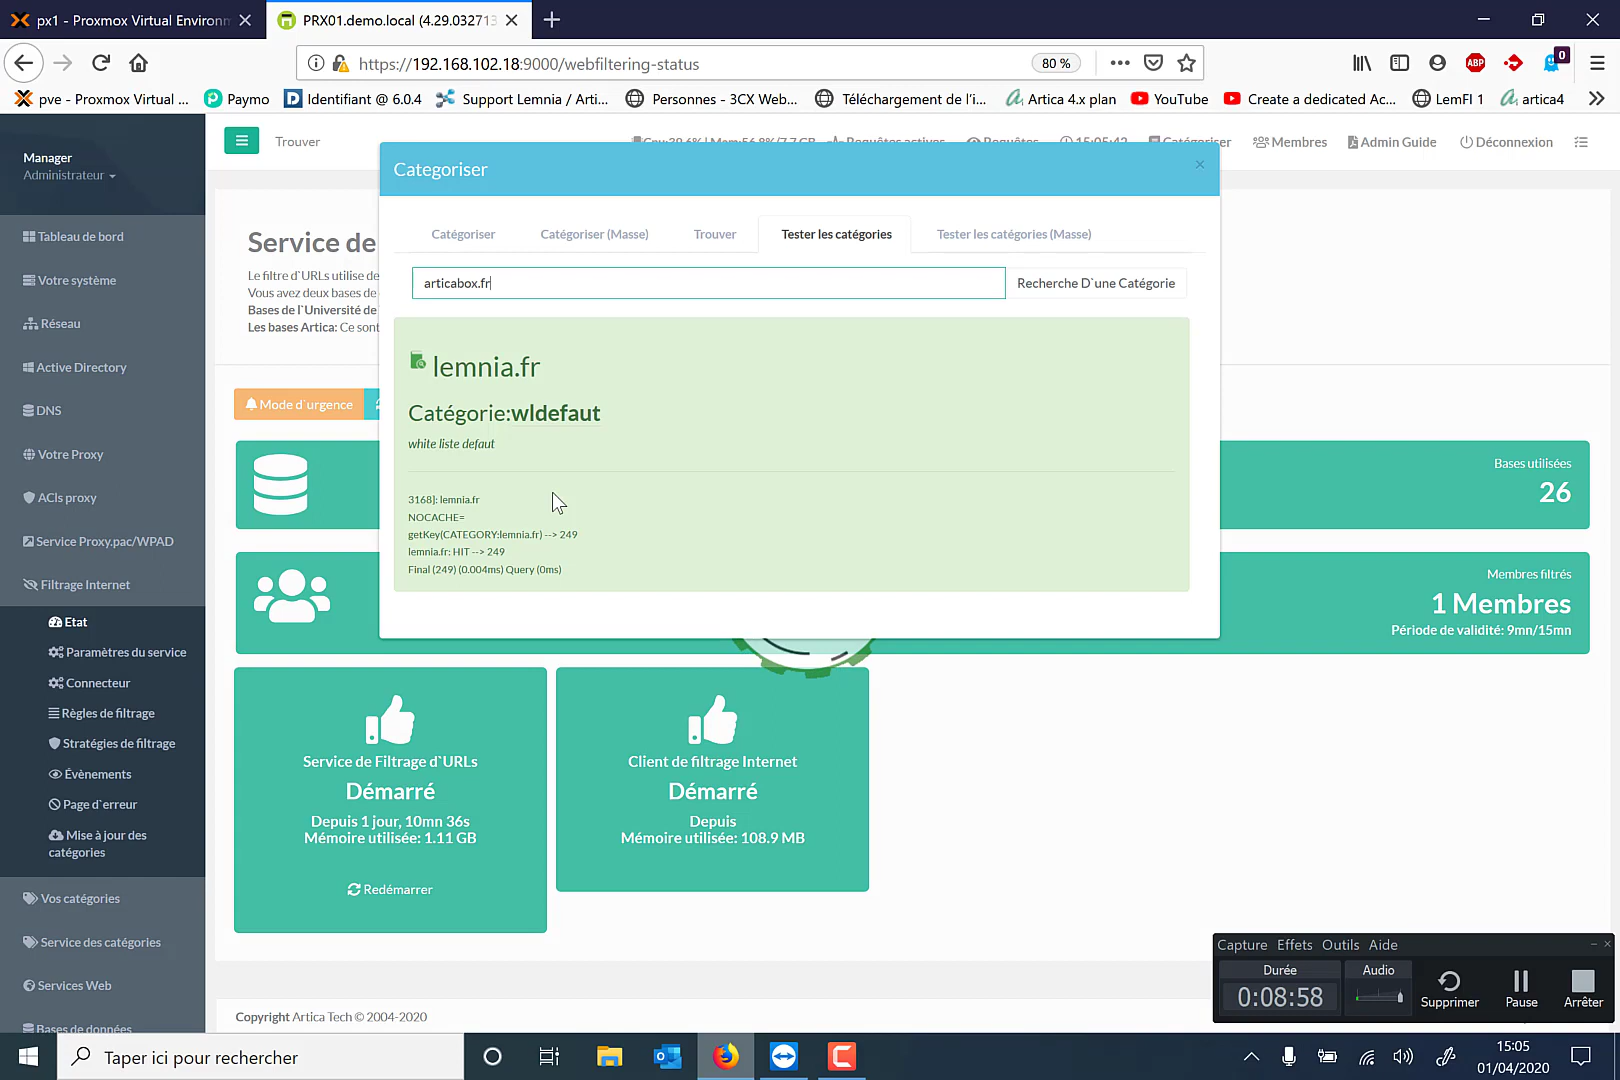 px1 - Proxmox Virtual Environm
PRX01.demo.local (4.29.032713
https://192.168.102.18:9000/webfiltering-status
80 %
0
ABP
pve - Proxmox Virtual ...
Paymo
Identifiant @ 6.0.4
Support Lemnia / Arti...
Personnes - 3CX Web...
Téléchargement de l'i...
Artica 4.x plan
YouTube
Create a dedicated Ac...
LemFI 1
artica4
Manager
Administrateur
Trouver
15:05:42
Membres
Admin Guide
Déconnexion
Tableau de bord
Votre système
Réseau
Active Directory
DNS
Votre Proxy
ACls proxy
Service Proxy.pac/WPAD
Filtrage Internet
Etat
Paramètres du service
Connecteur
Règles de filtrage
Stratégies de filtrage
Évènements
Page d`erreur
Mise à jour des
catégories
Vos catégories
Service des catégories
Services Web
Bases de données
Service de
Le filtre d`URLs utilise de
Vous avez deux bases de
Bases de l`Université de
Les bases Artica: Ce sont
Mode d`urgence
Categoriser
×
Catégoriser
Catégoriser (Masse)
Trouver
Tester les catégories
Tester les catégories (Masse)
articabox.fr
Recherche D`une Catégorie
lemnia.fr
Catégorie:wldefaut
white liste defaut
3168]: lemnia.fr
NOCACHE=
getKey(CATEGORY:lemnia.fr) --> 249
lemnia.fr: HIT --> 249
Final (249) (0.004ms) Query (0ms)
Bases utilisées
26
Membres filtrés
1 Membres
Période de validité: 9mn/15mn
Service de Filtrage d`URLs
Démarré
Depuis 1 jour, 10mn 36s
Mémoire utilisée: 1.11 GB
Redémarrer
Client de filtrage Internet
Démarré
Depuis
Mémoire utilisée: 108.9 MB
Copyright Artica Tech © 2004-2020
Capture Effets Outils Aide
Durée
0:08:58
Audio
Supprimer
Pause
Arrêter
Taper ici pour rechercher
15:05
01/04/2020